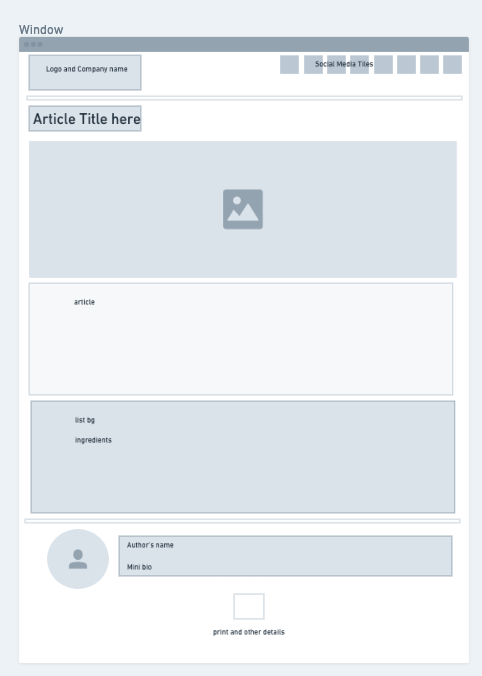 Window
Logo and Company name
Social Media Tiles
Article Title here
article
list bg
ingredients
Author's name
Mini bio
print and other details